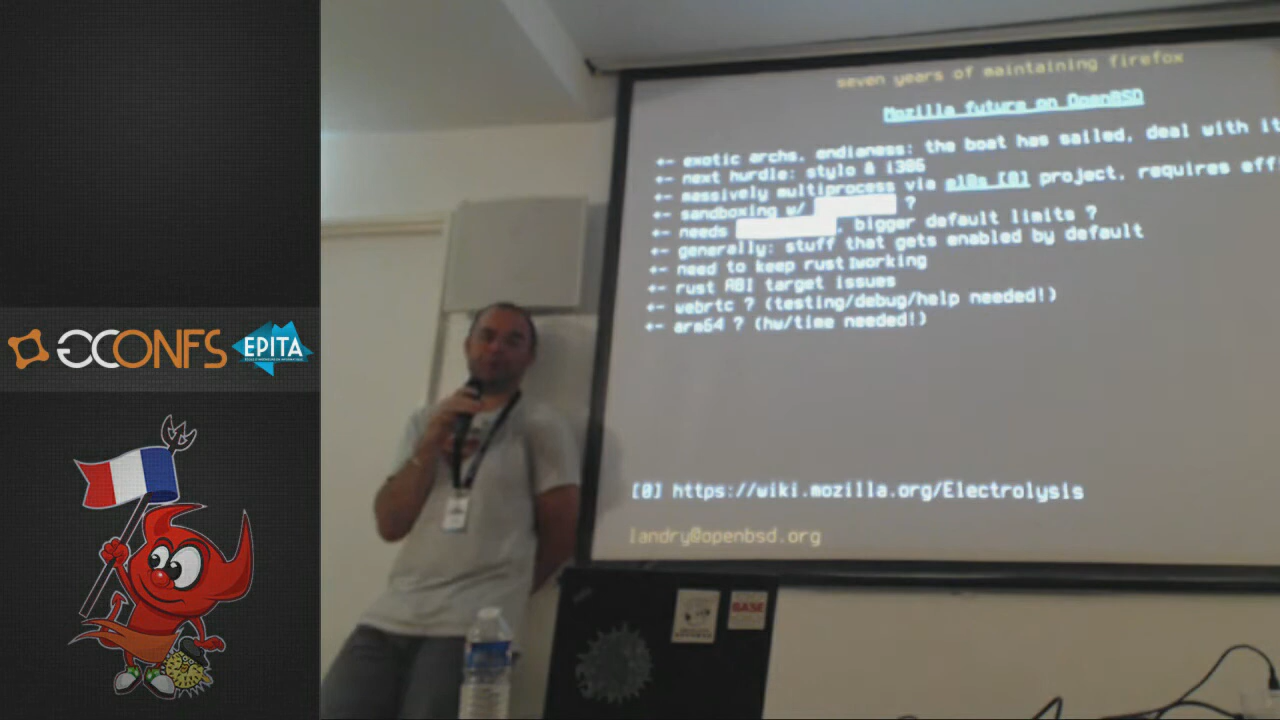 seven years of maintaining firefox
Mozilla future on OpenBSD
<- exotic archs, endianess: the boat has sailed, deal with it
<- next hurdle: stylo & i386
<- massively multiprocess via e10s [0] project, requires
<- sandboxing w/ ?
<- needs , bigger default limits ?
<- generally: stuff that gets enabled by default
<- need to keep rust working
<- rust ABI target issues
<- webrtc ? (testing/debug/help needed!)
<- arm64 ? (hw/time needed!)
[0] https://wiki.mozilla.org/Electrolysis
landry@openbsd.org
GCONFS
EPITA
BASE